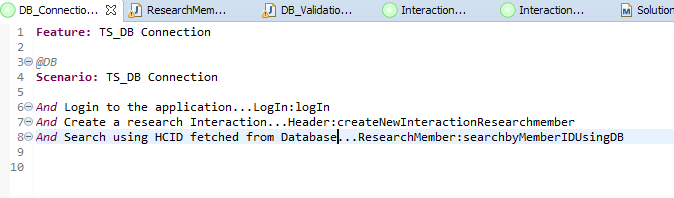 DB_Connectio... ResearchMem... DB_Validatio... Interaction... Interaction... Solution
1 Feature: TS_DB Connection
2
3 @DB
4 Scenario: TS_DB Connection
5
6 And Login to the application...LogIn:logIn
7 And Create a research Interaction...Header:createNewInteractionResearchmember
8 And Search using HCID fetched from Database...ResearchMember:searchbyMemberIDUsingDB
9
10